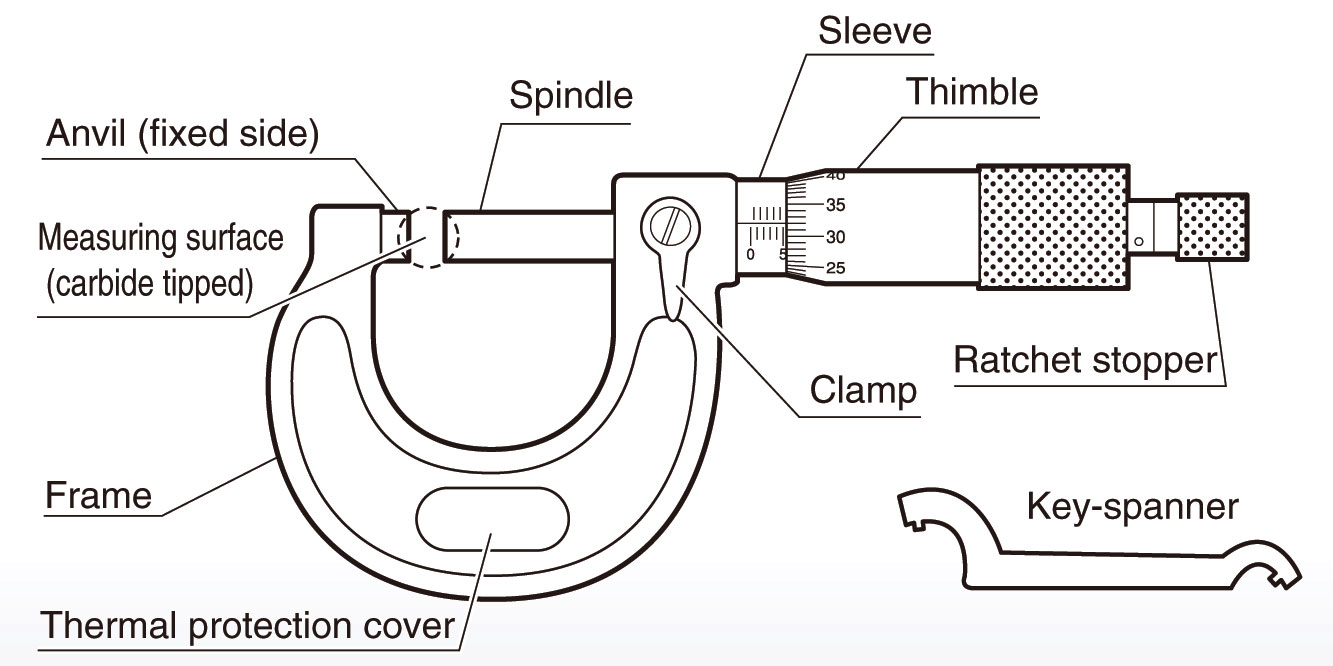 Sleeve
Thimble
Spindle
Anvil (fixed side)
Measuring surface
(carbide tipped)
40
35
30
25
0 5
Ratchet stopper
Clamp
Frame
Key-spanner
Thermal protection cover